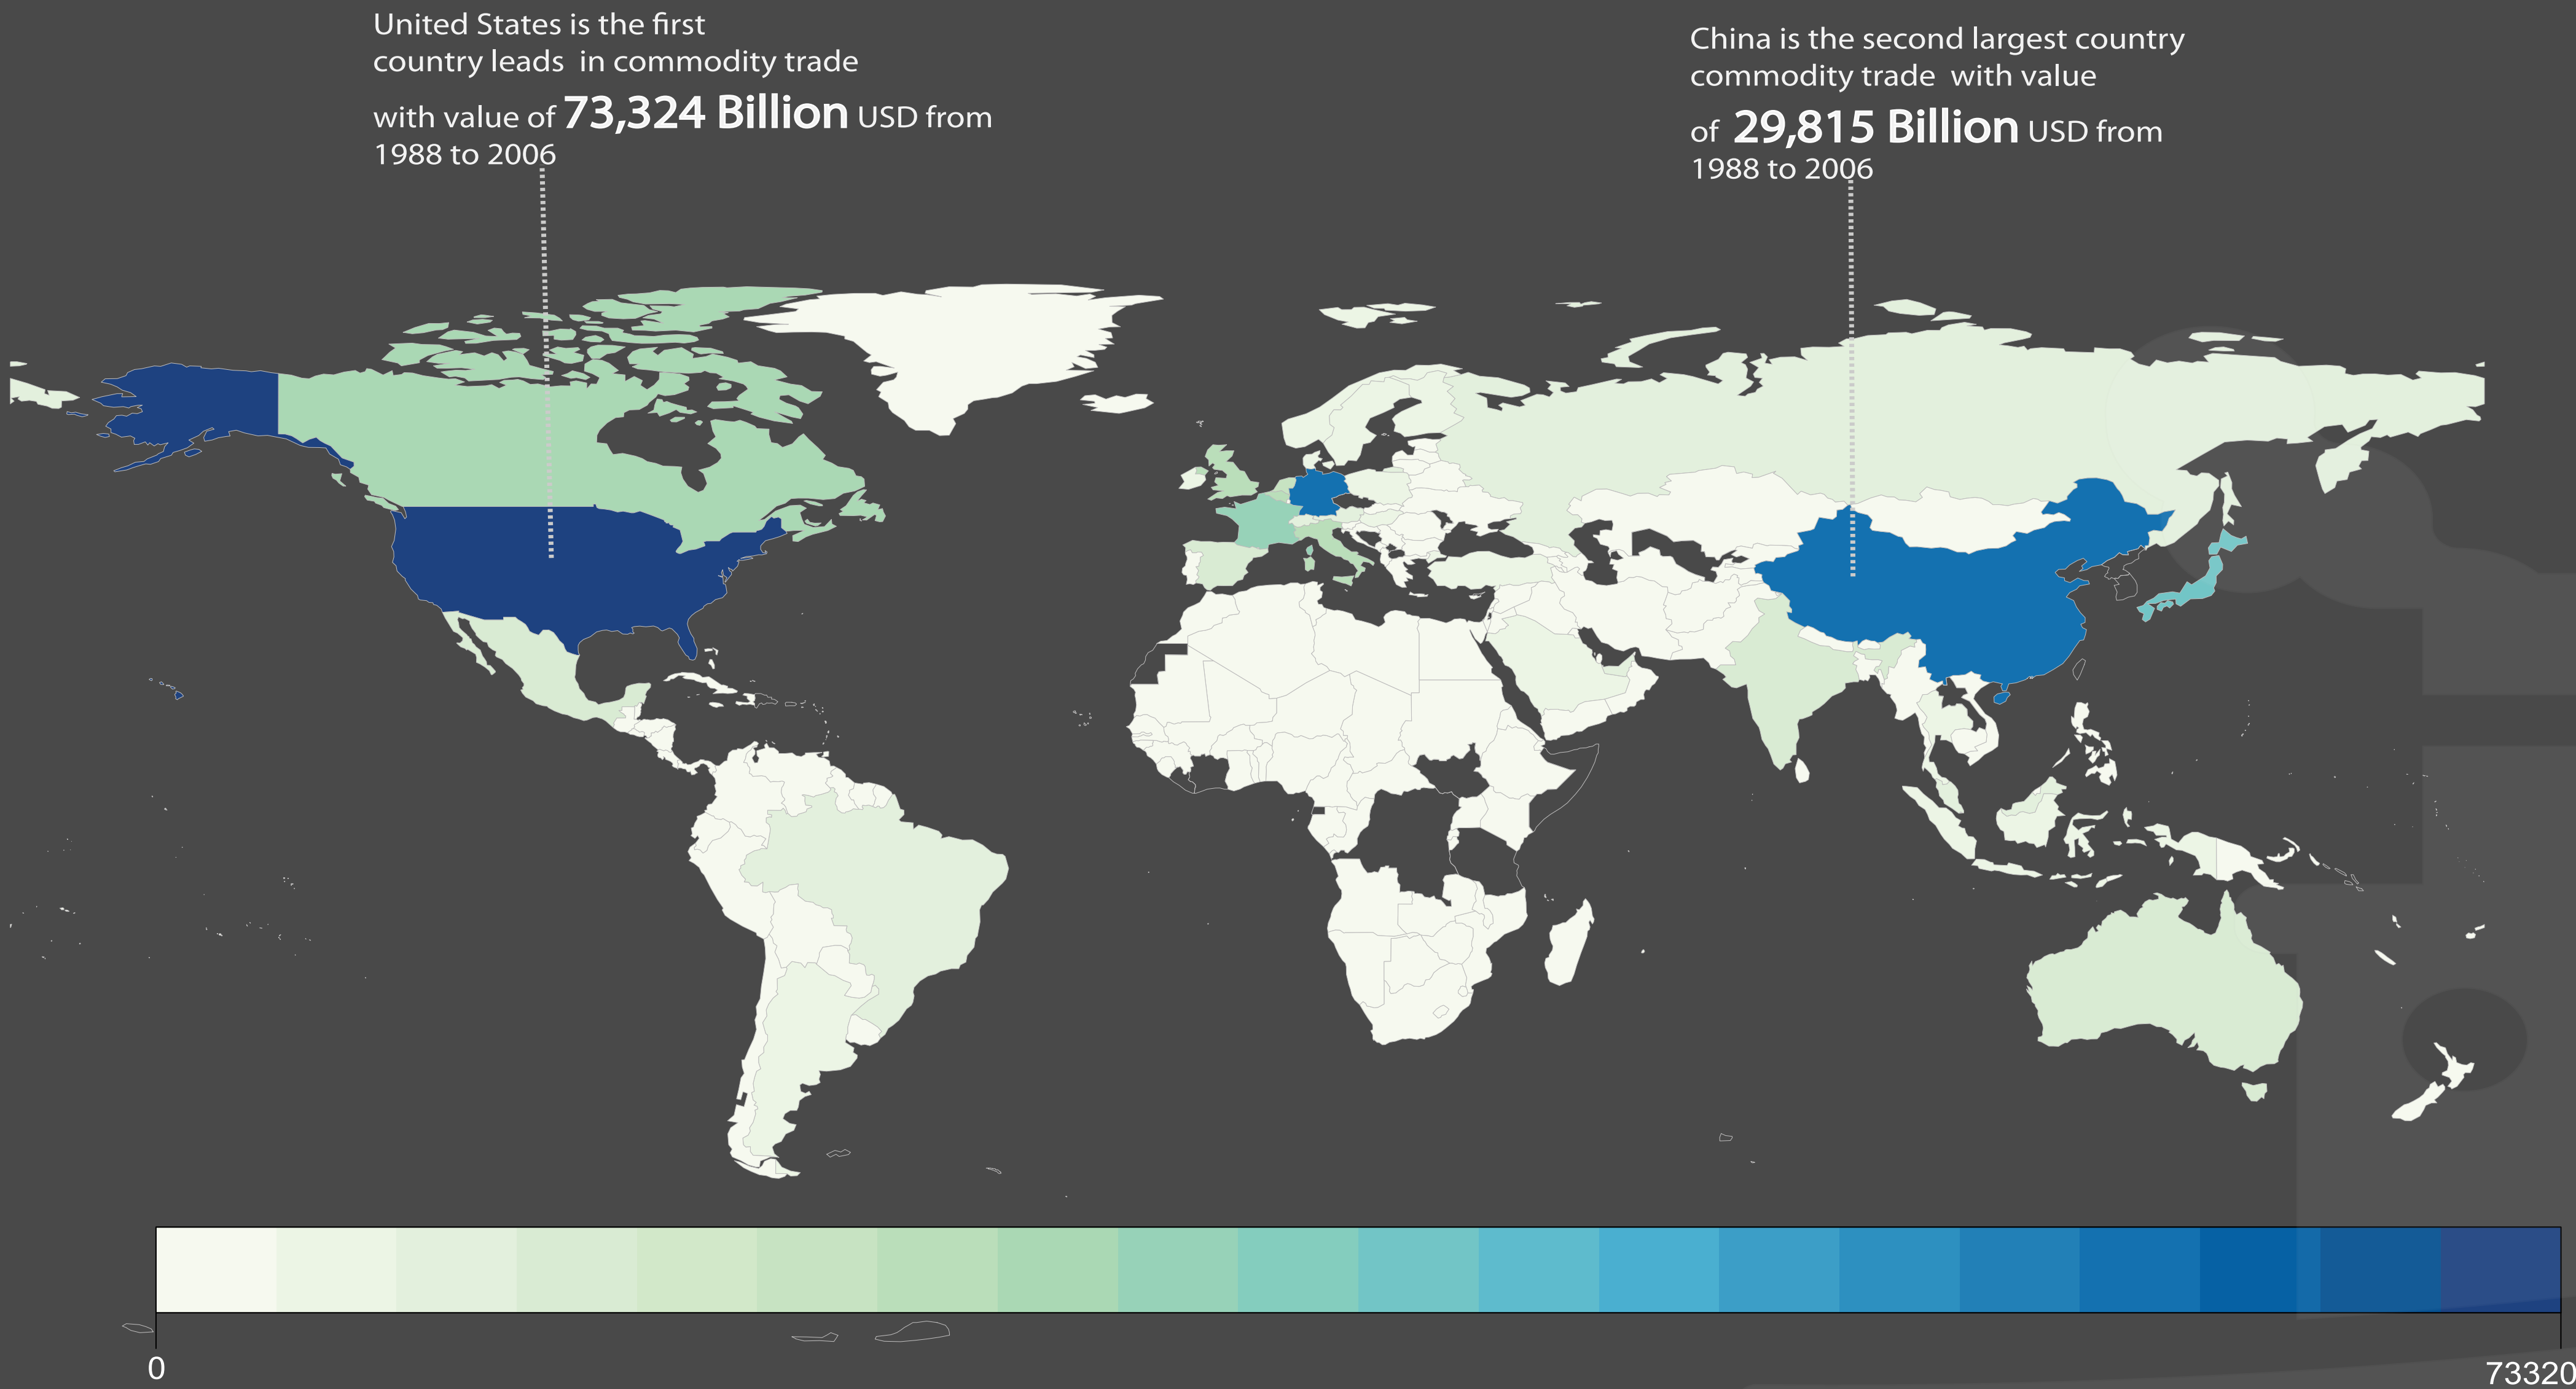 United States is the first
country leads in commodity trade
with value of 73,324 Billion USD from
1988 to 2006
China is the second largest country
commodity trade with value
of 29,815 Billion USD from
1988 to 2006
0
73320